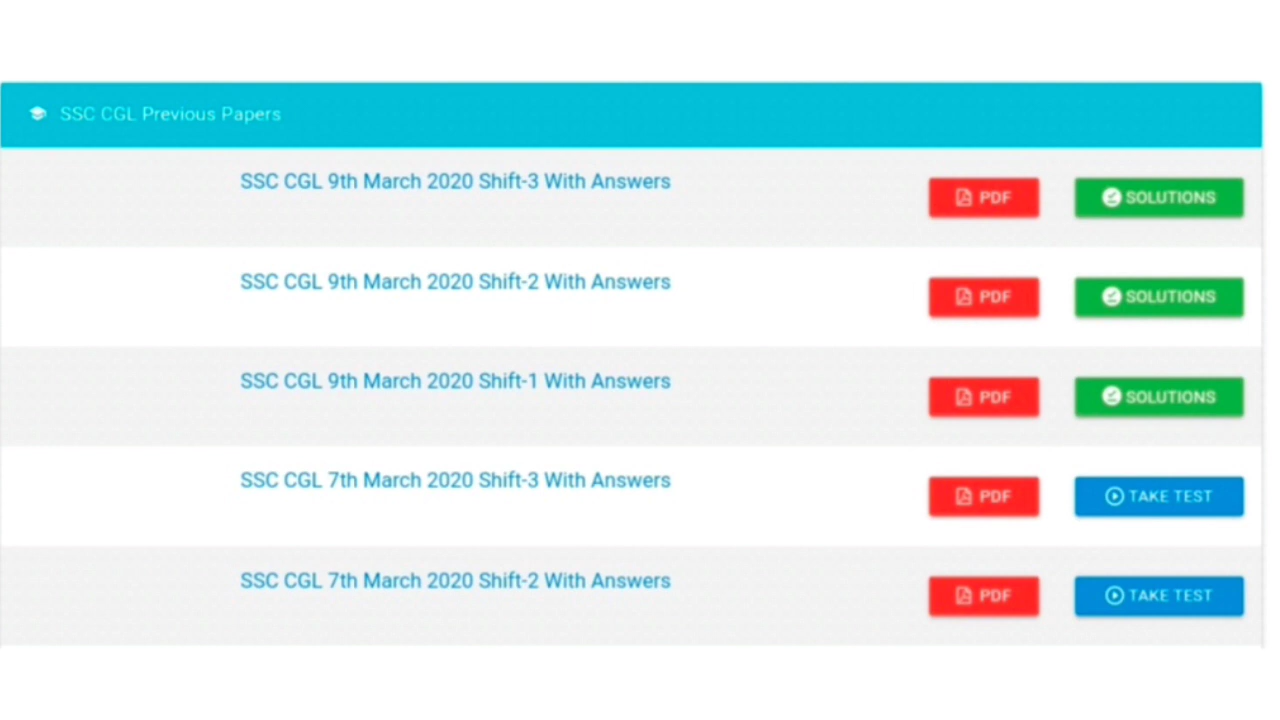 SSC CGL Previous Papers
SSC CGL 9th March 2020 Shift-3 With Answers
PDF
SOLUTIONS
SSC CGL 9th March 2020 Shift-2 With Answers
PDF
SOLUTIONS
SSC CGL 9th March 2020 Shift-1 With Answers
PDF
SOLUTIONS
SSC CGL 7th March 2020 Shift-3 With Answers
PDF
TAKE TEST
SSC CGL 7th March 2020 Shift-2 With Answers
PDF
TAKE TEST